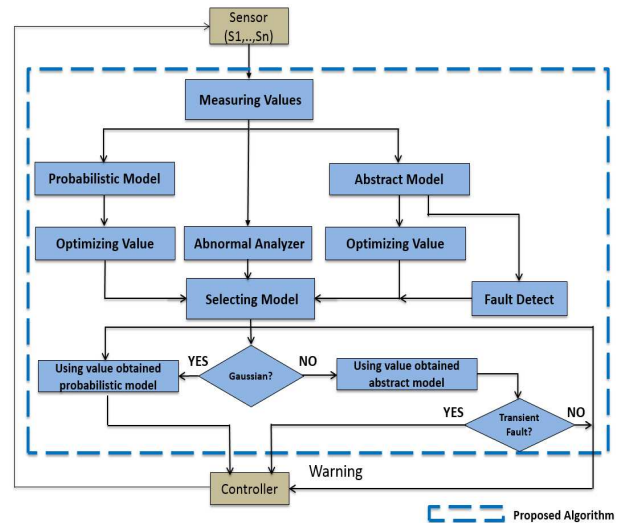 Sensor
(S1,..,Sn)
Measuring Values
Probabilistic Model
Abstract Model
Optimizing Value
Abnormal Analyzer
Optimizing Value
Selecting Model
Fault Detect
YES
NO
Using value obtained
probabilistic model
Gaussian?
Using value obtained
abstract model
YES
NO
Transient
Fault?
Warning
Controller
Proposed Algorithm